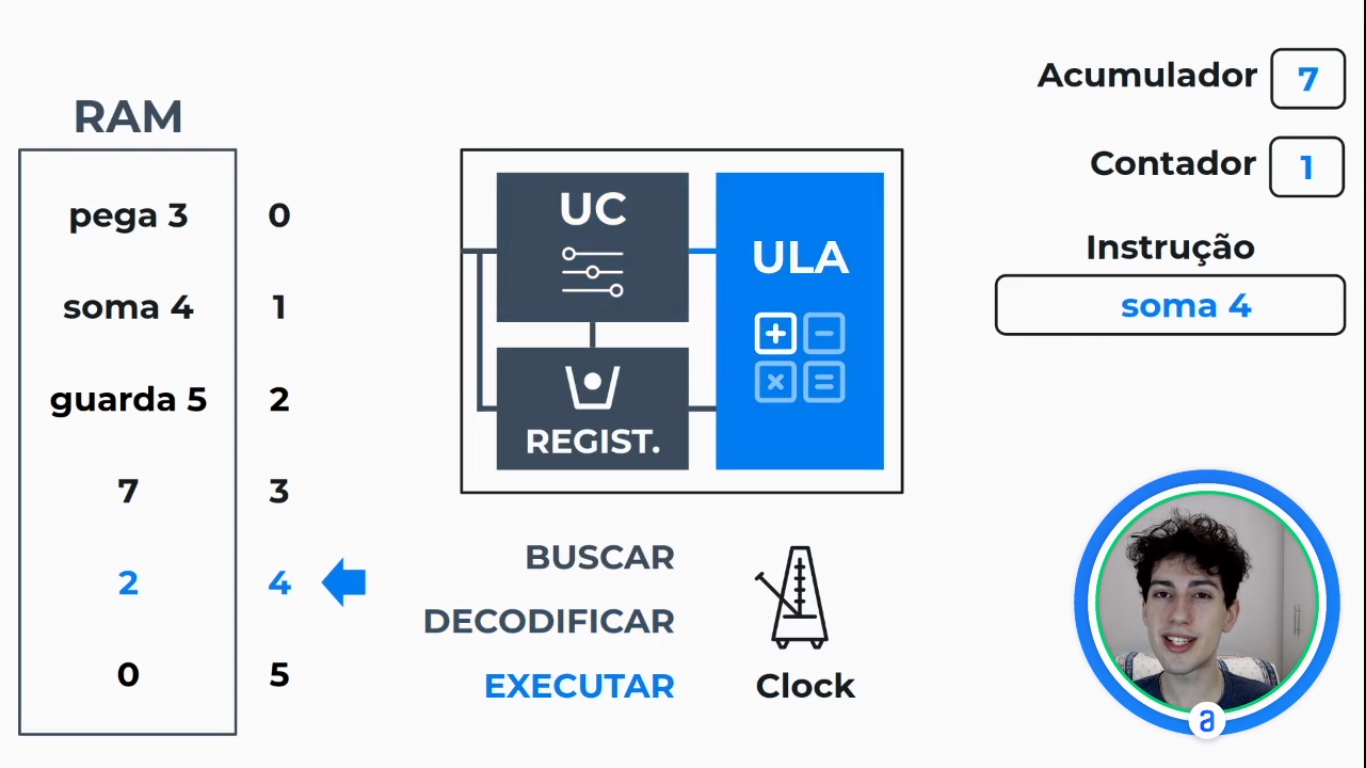 Acumulador 7
RAM
Contador 1
pega 3 0
UC
Instrução
ULA
soma 4 1
soma 4
guarda 5 2
REGIST.
7 3
BUSCAR
2 4
DECODIFICAR
0 5
EXECUTAR
Clock
a